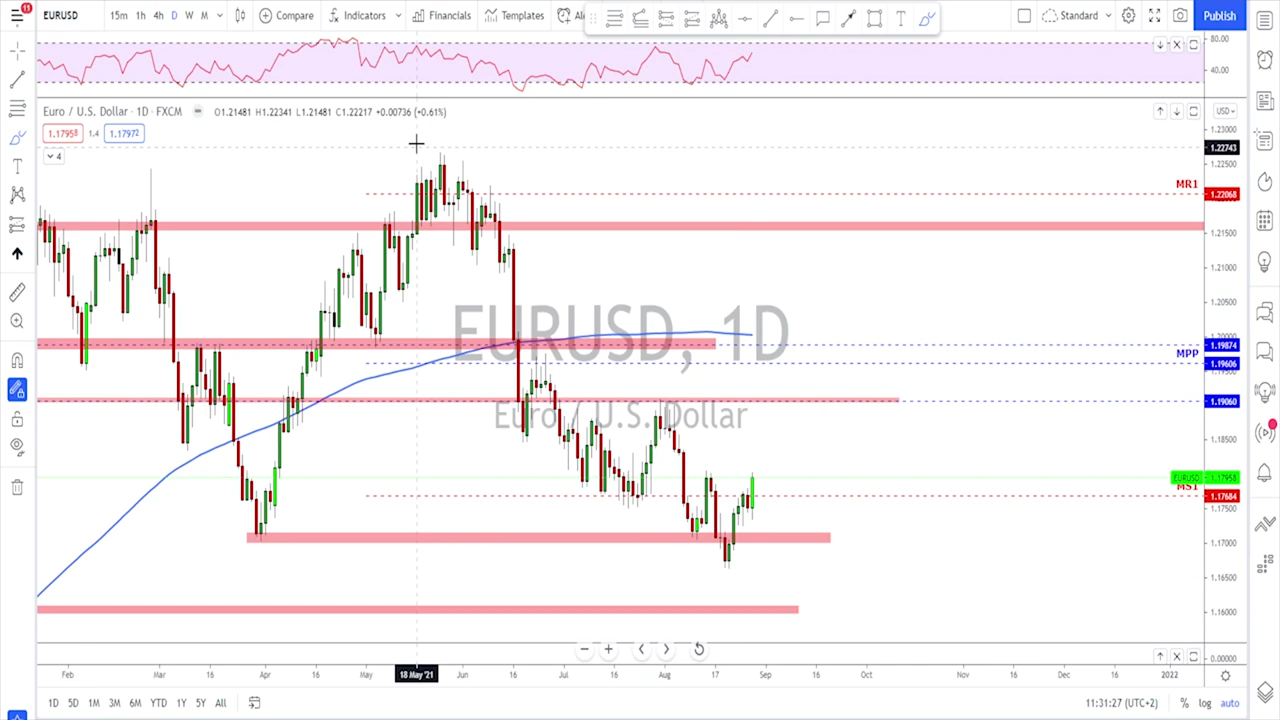 11
EURUSD
15m 1h 4h D W M
Compare
Indicators
Financials
Templates
Al
Standard
Publish
80.00
40.00
Euro / U.S. Dollar · 1D · FXCM
O1.21481 H1.22341 L1.21481 C1.22217 +0.00736 (+0.61%)
USD
1.17958 1.4 1.17972
4
1.23000
1.22743
1.22500
MR1
1.22068
1.21500
1.21000
1.20500
1.20000
EURUSD, 1D
1.19874
MPP
1.19606
1.19060
Euro / U.S. Dollar
1.18500
EURUSD 1.17958
MS1
1.17684
1.17500
1.17000
1.16500
1.16000
0.00000
Feb Mar 16 Apr 16 May 18 May '21 Jun 16 Jul 16 Aug 17 Sep 16 Oct Nov 16 Dec 16 2022
1D 5D 1M 3M 6M YTD 1Y 5Y All
11:31:27 (UTC+2)
% log auto